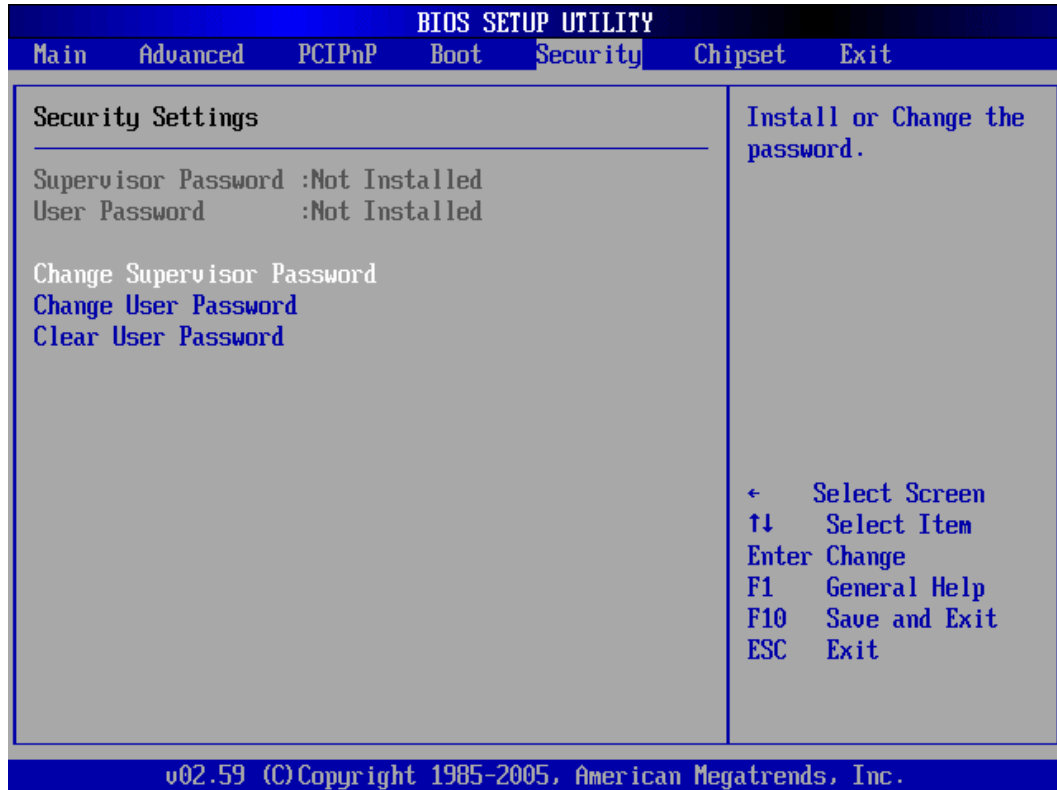 BIOS SETUP UTILITY
Main Advanced PCIPnP Boot Security Chipset Exit
Security Settings
Supervisor Password :Not Installed
User Password :Not Installed
Change Supervisor Password
Change User Password
Clear User Password
Install or Change the
password.
← Select Screen
↑↓ Select Item
Enter Change
F1 General Help
F10 Save and Exit
ESC Exit
v02.59 (C)Copyright 1985-2005, American Megatrends, Inc.